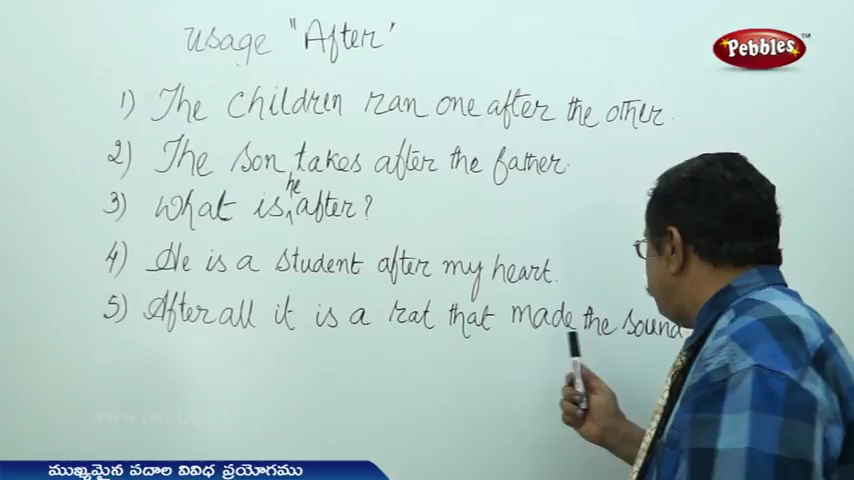 usage "After"
Pebbles™
1) The children ran one after the other.
2) The son takes after the father.
3) What is he after?
4) He is a student after my heart.
5) After all it is a rat that made the sound
ముఖ్యమైన పదాల వివిధ ప్రయోగము